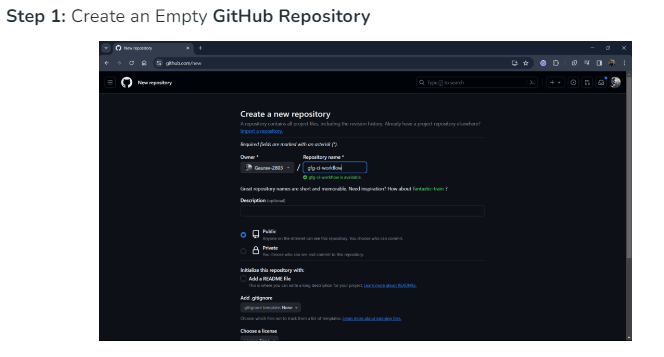 Step 1: Create an Empty GitHub Repository
New repository
github.com/new
New repository
Type / to search
Create a new repository
A repository contains all project files, including the revision history. Already have a project repository elsewhere?
Import a repository.
Required fields are marked with an asterisk (*).
Owner * Repository name *
Gaurav-2803 / gfg-ci-workflow
gfg-ci-workflow is available.
Great repository names are short and memorable. Need inspiration? How about fantastic-train ?
Description (optional)
Public
Anyone on the internet can see this repository. You choose who can commit.
Private
You choose who can see and commit to this repository.
Initialize this repository with:
Add a README file
This is where you can write a long description for your project. Learn more about READMEs.
Add .gitignore
.gitignore template: None
Choose which files not to track from a list of templates. Learn more about ignoring files.
Choose a license